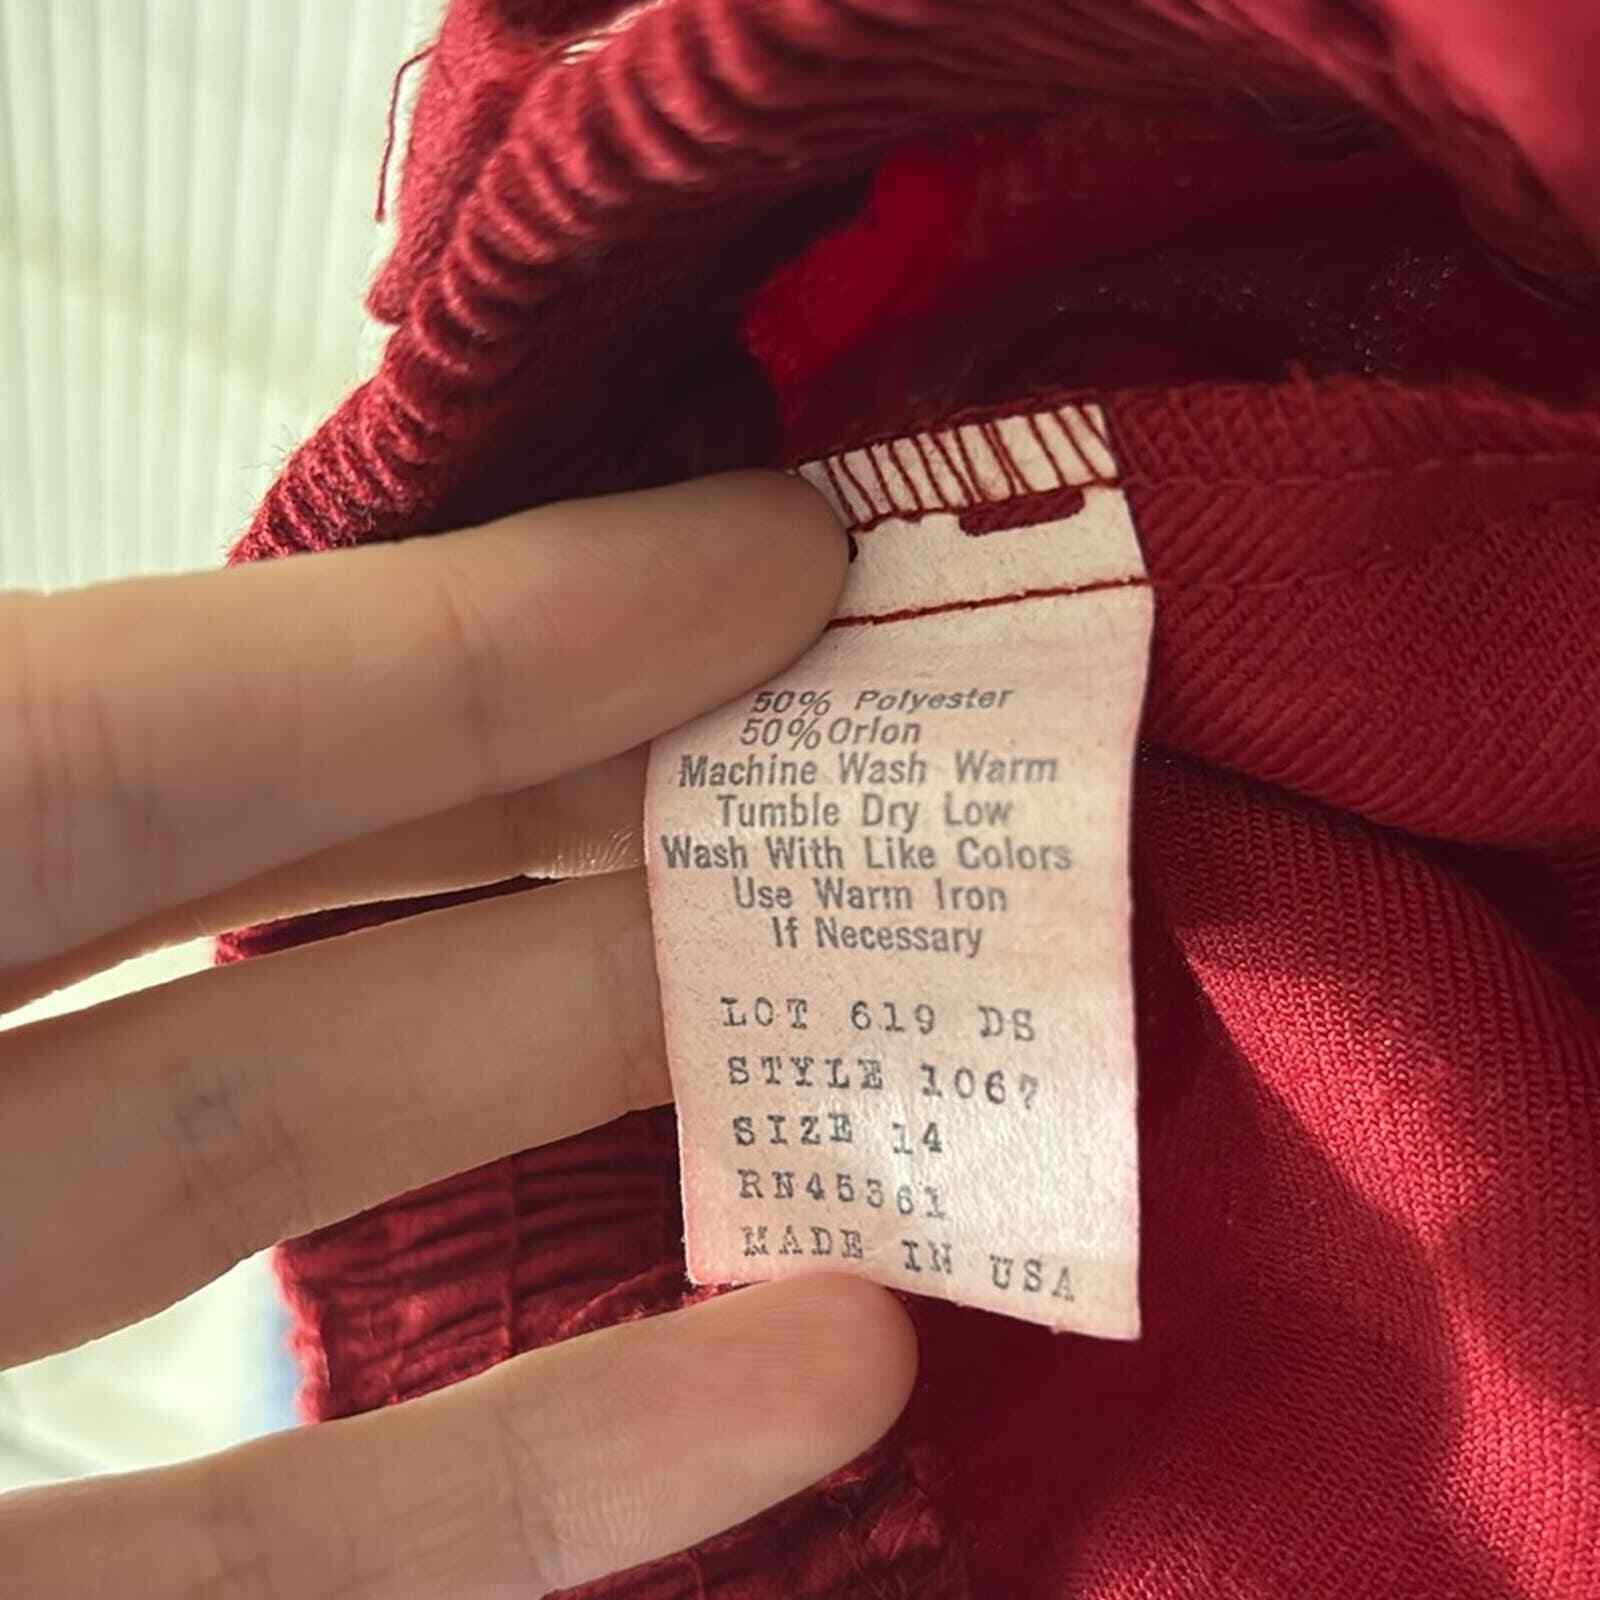 50% Polyester
50% Orlon
Machine Wash Warm
Tumble Dry Low
Wash With Like Colors
Use Warm Iron
If Necessary
LOT 619 DS
STYLE 1067
SIZE 14
RN45361
MADE IN USA